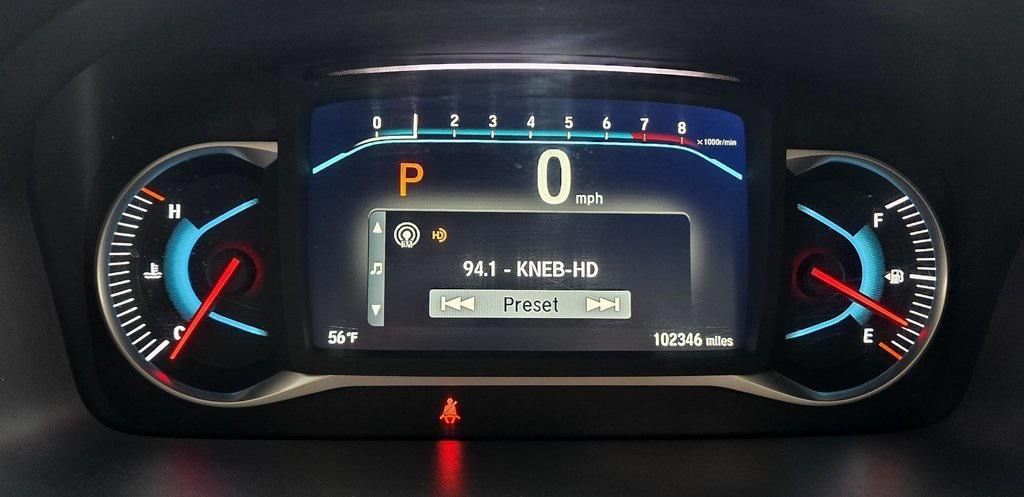 0 2 3 4 5 6 7 8 ×1000r/min
P 0 mph
H
F
FM HD
94.1 - KNEB-HD
Preset
C
E
56°F 102346 miles